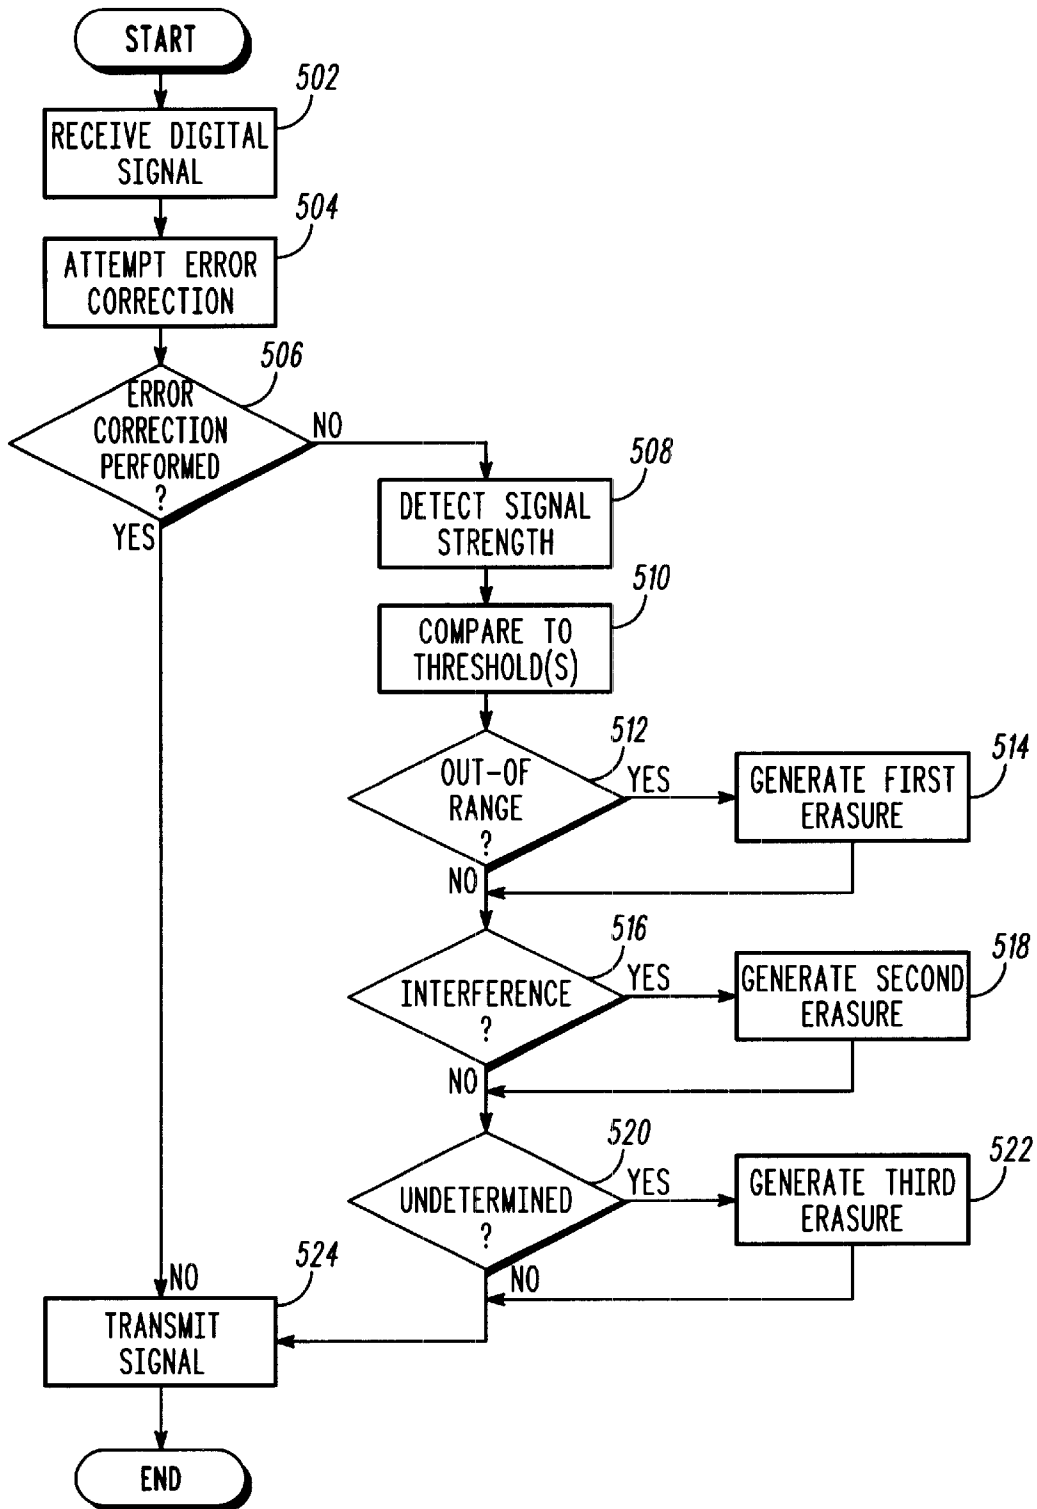 START
502
RECEIVE DIGITAL
SIGNAL
504
ATTEMPT ERROR
CORRECTION
506
ERROR
CORRECTION
PERFORMED
?
NO
YES
508
DETECT SIGNAL
STRENGTH
510
COMPARE TO
THRESHOLD(S)
512
OUT-OF
RANGE
?
YES
NO
514
GENERATE FIRST
ERASURE
516
INTERFERENCE
?
YES
NO
518
GENERATE SECOND
ERASURE
520
UNDETERMINED
?
YES
NO
522
GENERATE THIRD
ERASURE
NO
524
TRANSMIT
SIGNAL
END